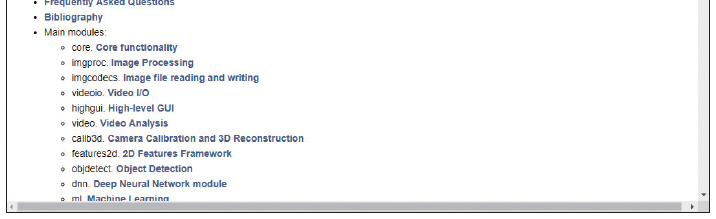 Frequently Asked Questions
Bibliography
Main modules:
core. Core functionality
imgproc. Image Processing
imgcodecs. Image file reading and writing
videoio. Video I/O
highgui. High-level GUI
video. Video Analysis
calib3d. Camera Calibration and 3D Reconstruction
features2d. 2D Features Framework
objdetect. Object Detection
dnn. Deep Neural Network module
ml. Machine Learning